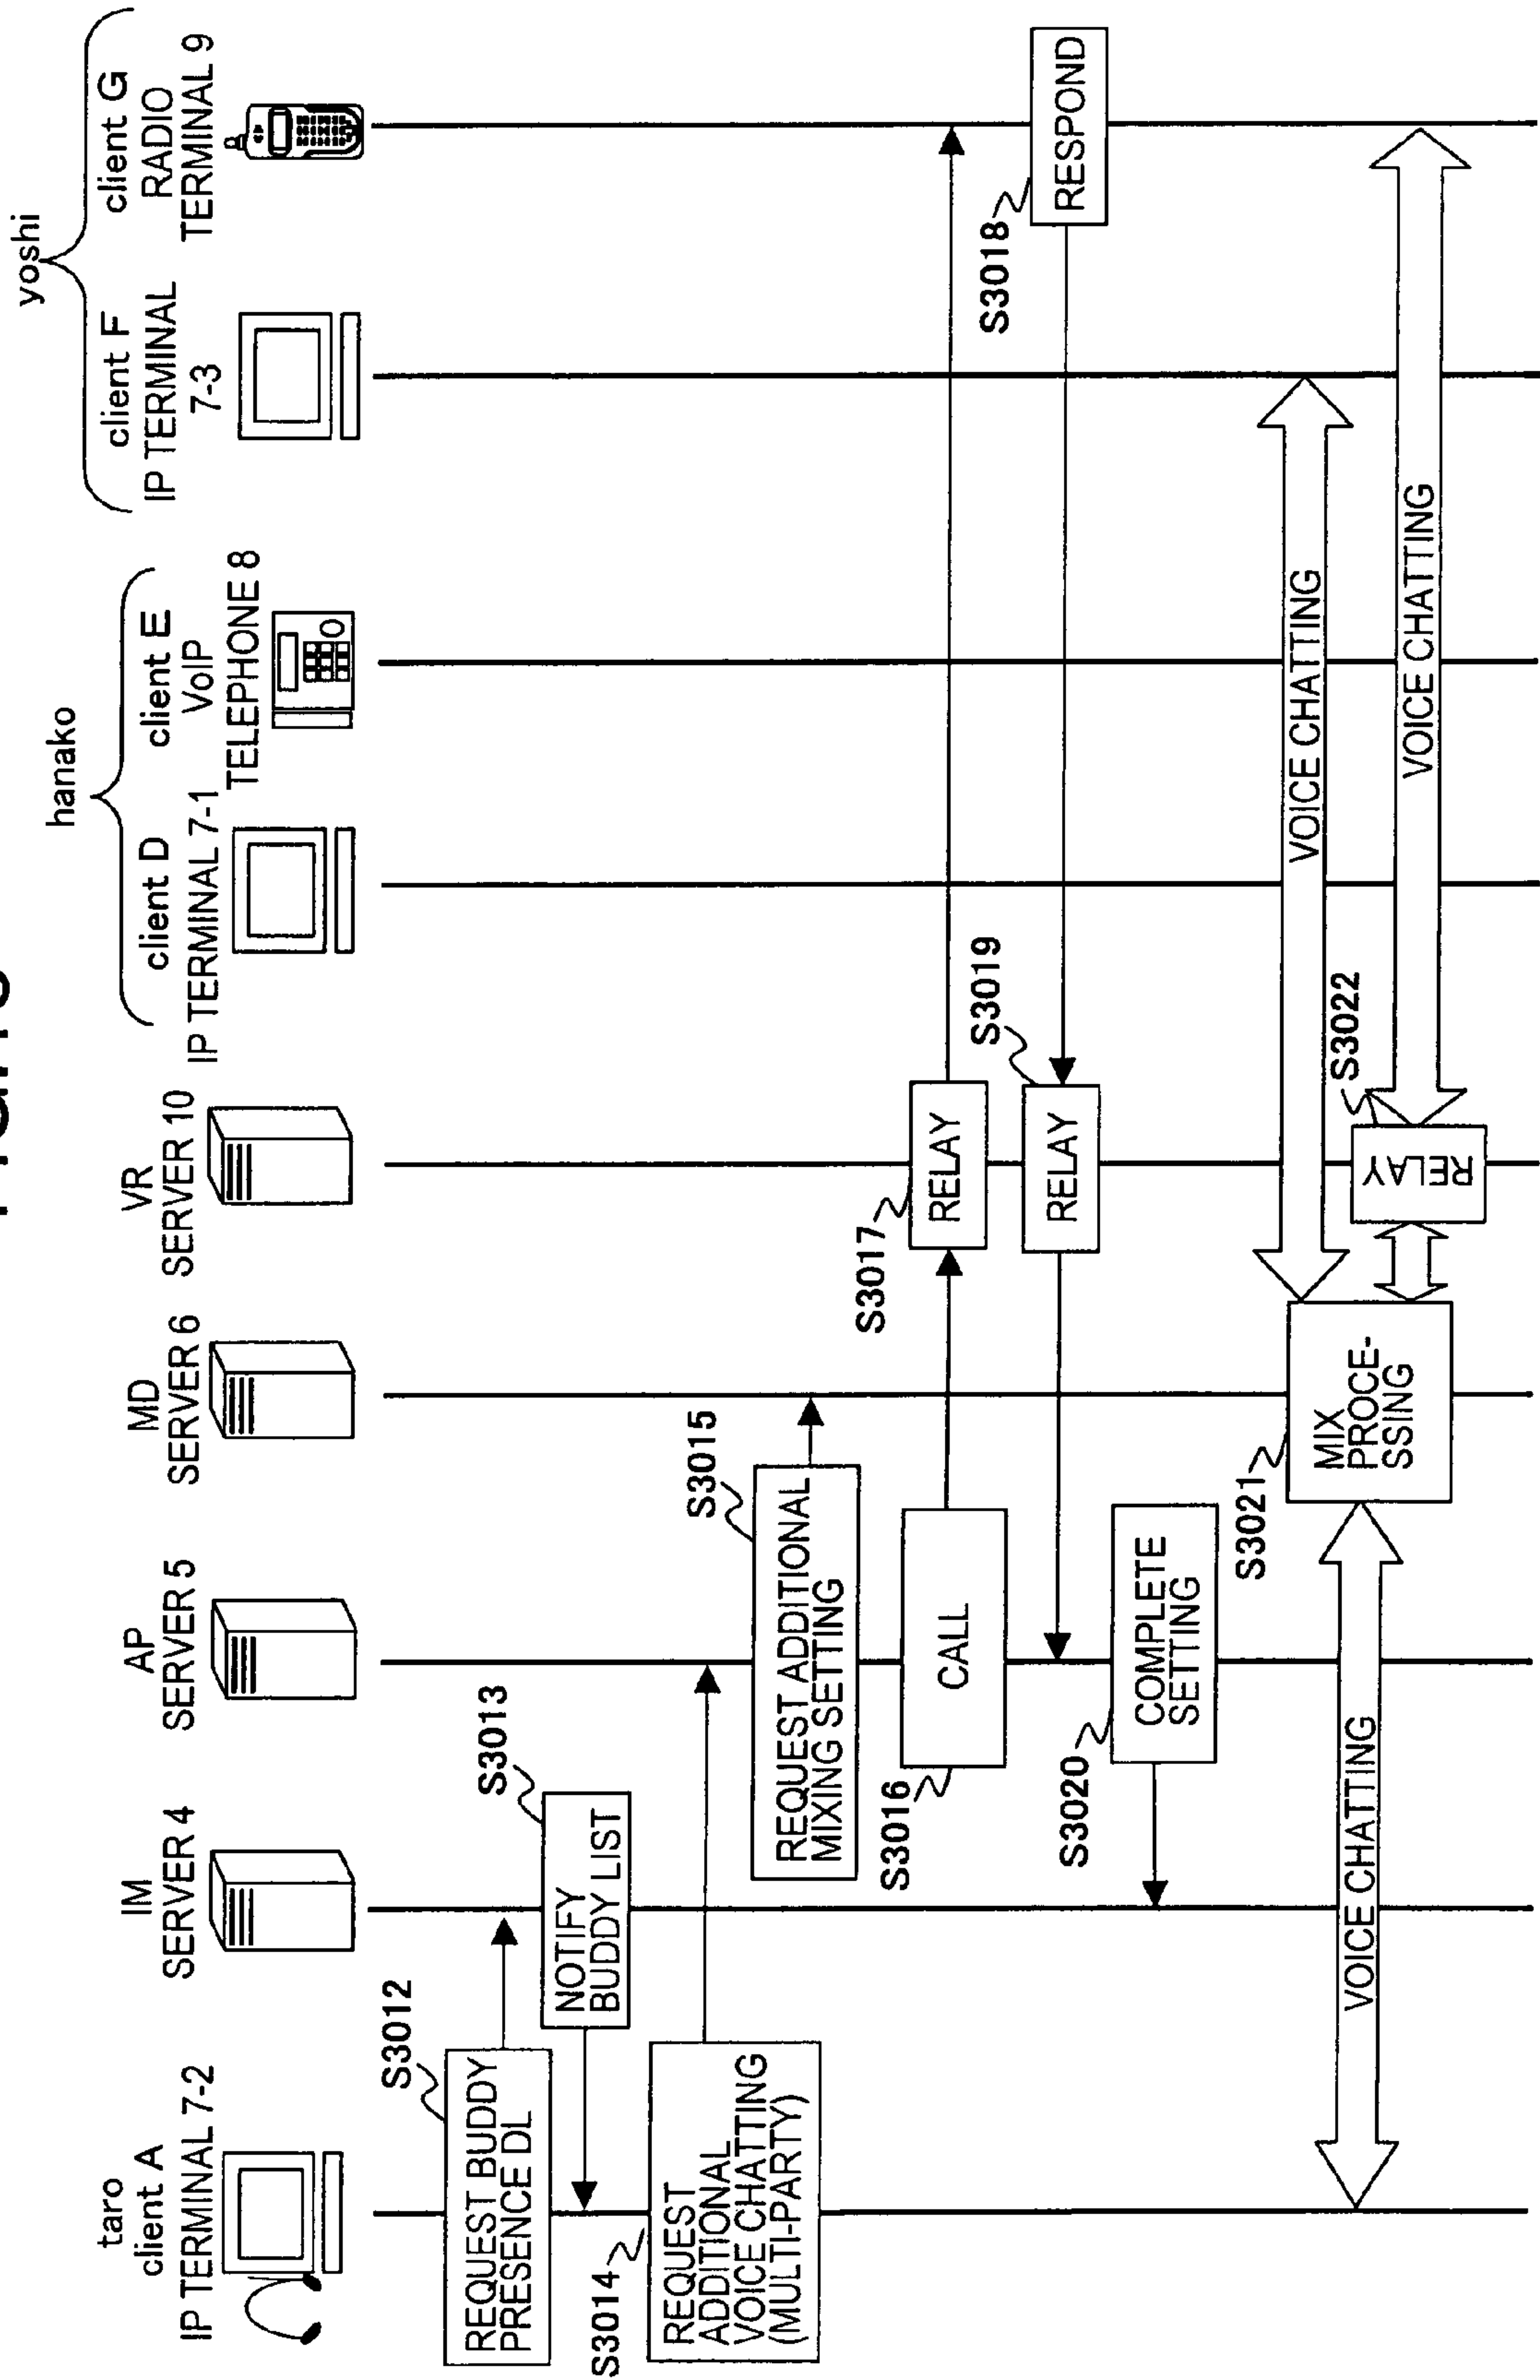 taro
client A
IP TERMINAL 7-2
IM
SERVER 4
AP
SERVER 5
MD
SERVER 6
VR
SERVER 10
hanako
client D
IP TERMINAL 7-1
client E
VoIP
TELEPHONE 8
yoshi
client F
IP TERMINAL
7-3
client G
RADIO
TERMINAL 9
S3012
REQUEST BUDDY
PRESENCE DL
S3013
NOTIFY
BUDDY LIST
S3014
REQUEST
ADDITIONAL
VOICE CHATTING
(MULTI-PARTY)
S3015
REQUEST ADDITIONAL
MIXING SETTING
S3016
CALL
S3017
RELAY
S3018
RESPOND
S3019
RELAY
S3020
COMPLETE
SETTING
S3021
MIX
PROCE-
SSING
VOICE CHATTING
VOICE CHATTING
S3022
RELAY
VOICE CHATTING